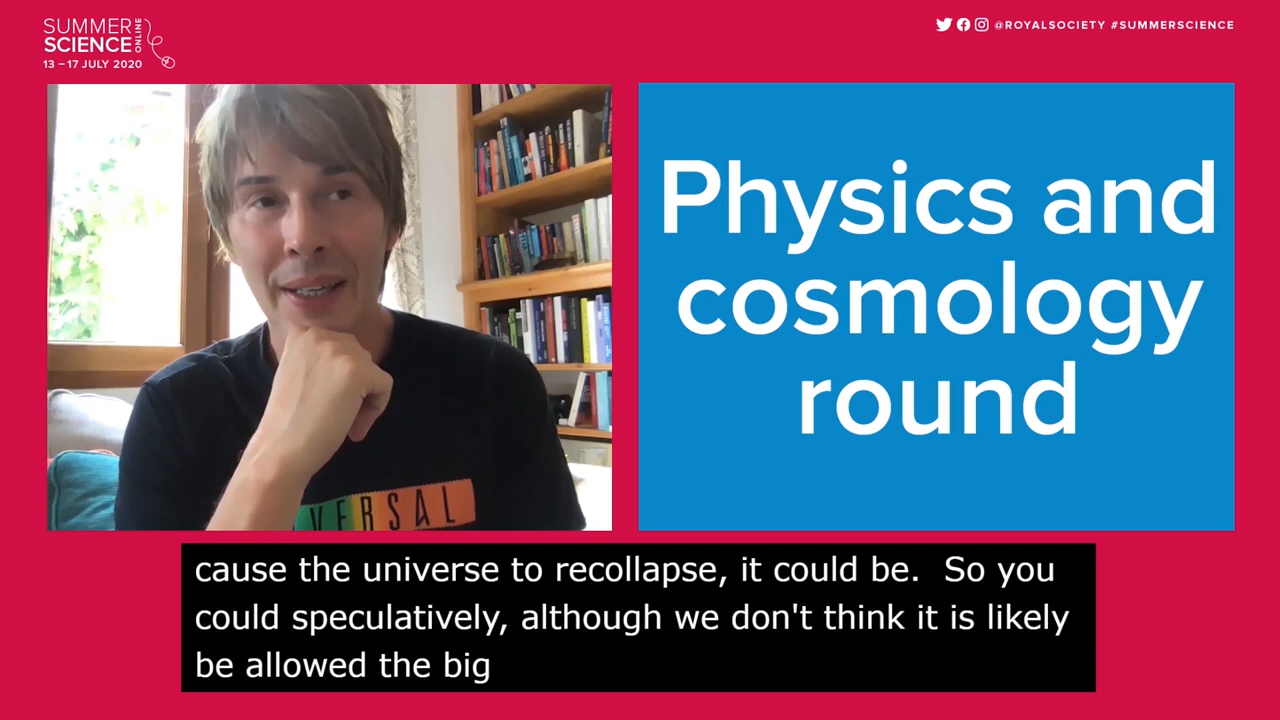 SUMMER
SCIENCE
ONLINE
13 – 17 JULY 2020
@ROYALSOCIETY #SUMMERSCIENCE
Physics and
cosmology
round
VERSAL
cause the universe to recollapse, it could be.  So you
could speculatively, although we don't think it is likely
be allowed the big